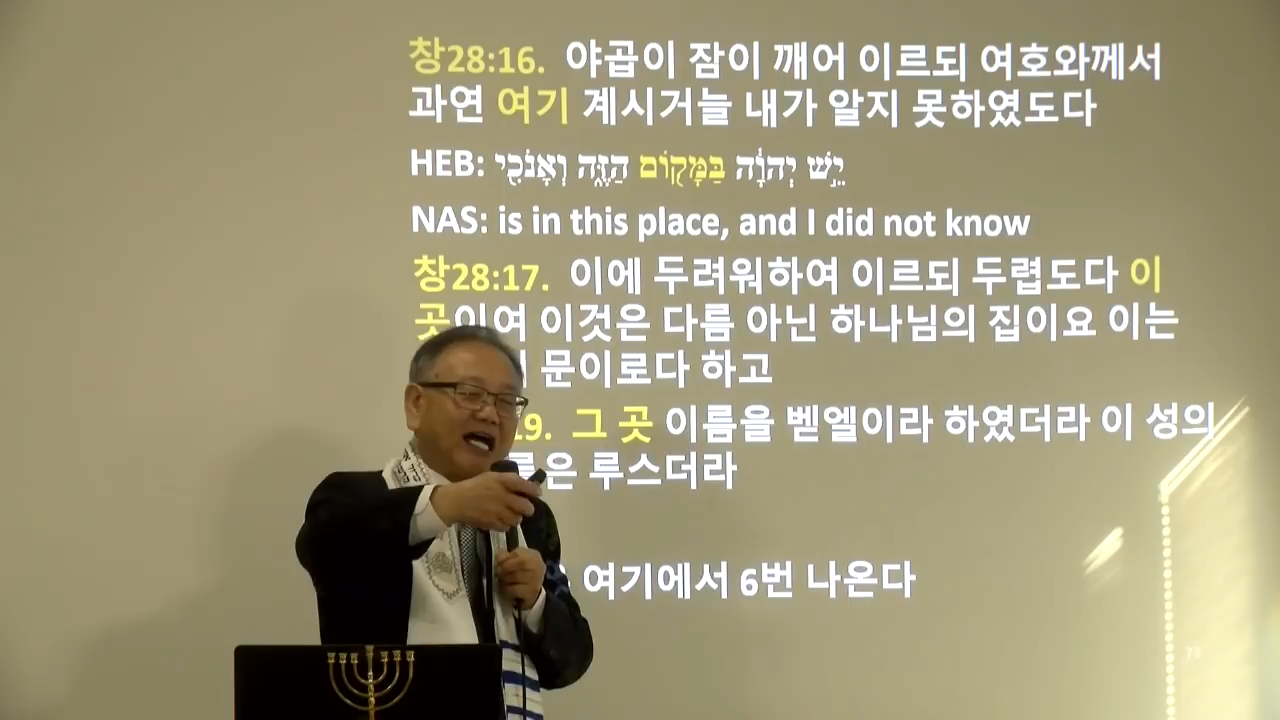 창28:16. 야곱이 잠이 깨어 이르되 여호와께서
과연 여기 계시거늘 내가 알지 못하였도다
HEB: יֵ֣שׁ יְהוָ֔ה בַּמָּק֖וֹם הַזֶּ֑ה וְאָנֹכִ֖י
NAS: is in this place, and I did not know
창28:17. 이에 두려워하여 이르되 두렵도다 이
곳이여 이것은 다름 아닌 하나님의 집이요 이는
문이로다 하고
19. 그 곳 이름을 벧엘이라 하였더라 이 성의
루스더라
여기에서 6번 나온다
73